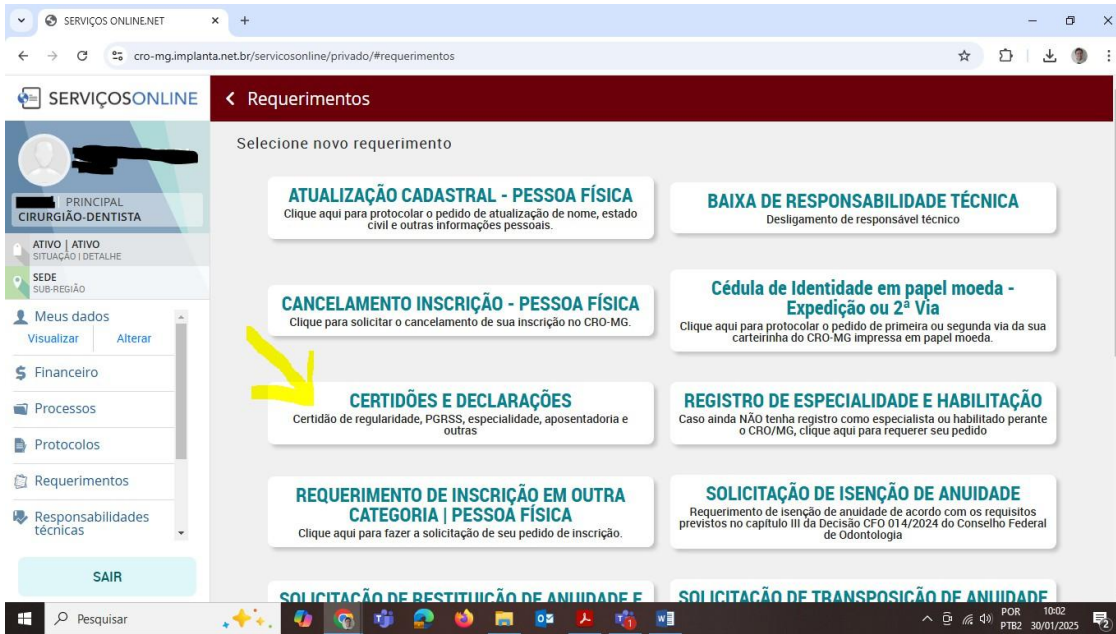 SERVIÇOS ONLINE.NET
cro-mg.implanta.net.br/servicosonline/privado/#requerimentos
SERVIÇOSONLINE
Requerimentos
PRINCIPAL
CIRURGIÃO-DENTISTA
ATIVO | ATIVO
SITUAÇÃO | DETALHE
SEDE
SUB-REGIÃO
Meus dados
Visualizar Alterar
Financeiro
Processos
Protocolos
Requerimentos
Responsabilidades
técnicas
SAIR
Selecione novo requerimento
ATUALIZAÇÃO CADASTRAL - PESSOA FÍSICA
Clique aqui para protocolar o pedido de atualização de nome, estado
civil e outras informações pessoais.
BAIXA DE RESPONSABILIDADE TÉCNICA
Desligamento de responsável técnico
CANCELAMENTO INSCRIÇÃO - PESSOA FÍSICA
Clique para solicitar o cancelamento de sua inscrição no CRO-MG.
Cédula de Identidade em papel moeda -
Expedição ou 2ª Via
Clique aqui para protocolar o pedido de primeira ou segunda via da sua
carteirinha do CRO-MG impressa em papel moeda.
CERTIDÕES E DECLARAÇÕES
Certidão de regularidade, PGRSS, especialidade, aposentadoria e
outras
REGISTRO DE ESPECIALIDADE E HABILITAÇÃO
Caso ainda NÃO tenha registro como especialista ou habilitado perante
o CRO/MG, clique aqui para requerer seu pedido
REQUERIMENTO DE INSCRIÇÃO EM OUTRA
CATEGORIA | PESSOA FÍSICA
Clique aqui para fazer a solicitação de seu pedido de inscrição.
SOLICITAÇÃO DE ISENÇÃO DE ANUIDADE
Requerimento de isenção de anuidade de acordo com os requisitos
previstos no capítulo III da Decisão CFO 014/2024 do Conselho Federal
de Odontologia
SOLICITAÇÃO DE RESTITUIÇÃO DE ANUIDADE E
SOLICITAÇÃO DE TRANSPOSIÇÃO DE ANUIDADE
Pesquisar
POR 10:02
PTB2 30/01/2025